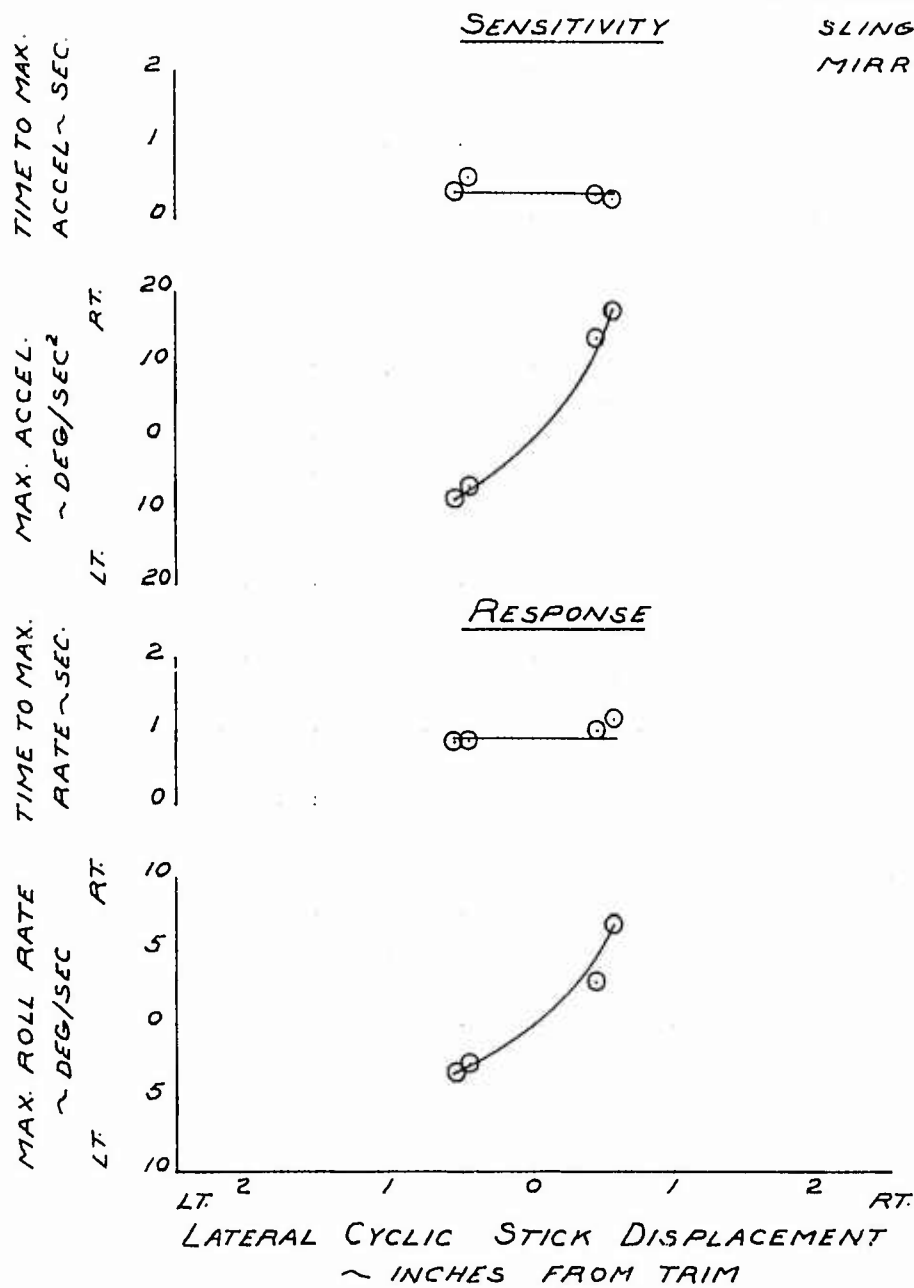 SENSITIVITY
SLING
MIRR
TIME TO MAX.
ACCEL ~ SEC.
2
1
0
MAX. ACCEL.
~ DEG/SEC²
LT. RT.
20
10
0
10
20
RESPONSE
TIME TO MAX.
RATE ~ SEC.
2
1
0
MAX. ROLL RATE
~ DEG/SEC
LT. RT.
10
5
0
5
10
LT. 2 1 0 1 2 RT.
LATERAL CYCLIC STICK DISPLACEMENT
~ INCHES FROM TRIM